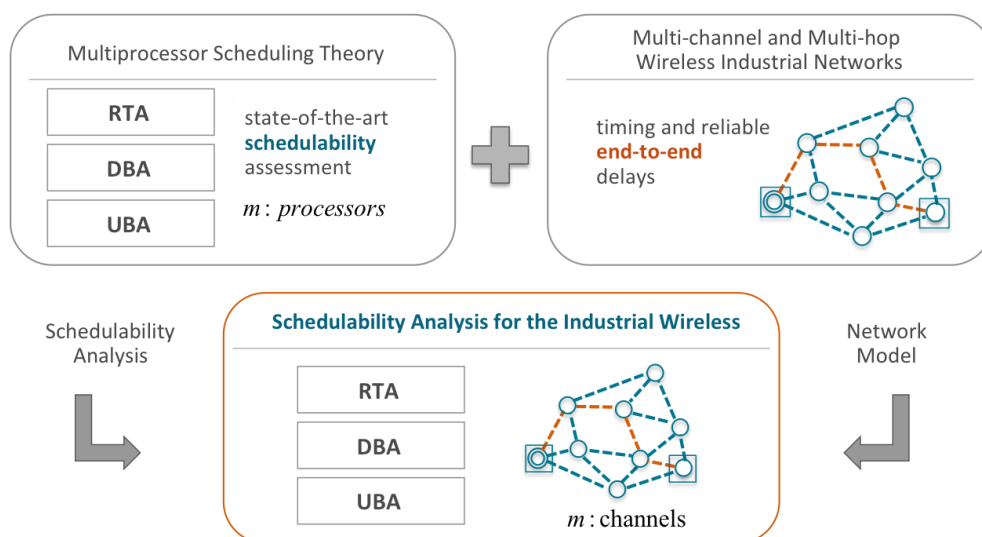 Multiprocessor Scheduling Theory
RTA
DBA
UBA
state-of-the-art
schedulability
assessment
m: processors
Multi-channel and Multi-hop
Wireless Industrial Networks
timing and reliable
end-to-end
delays
Schedulability
Analysis
Schedulability Analysis for the Industrial Wireless
RTA
DBA
UBA
m: channels
Network
Model